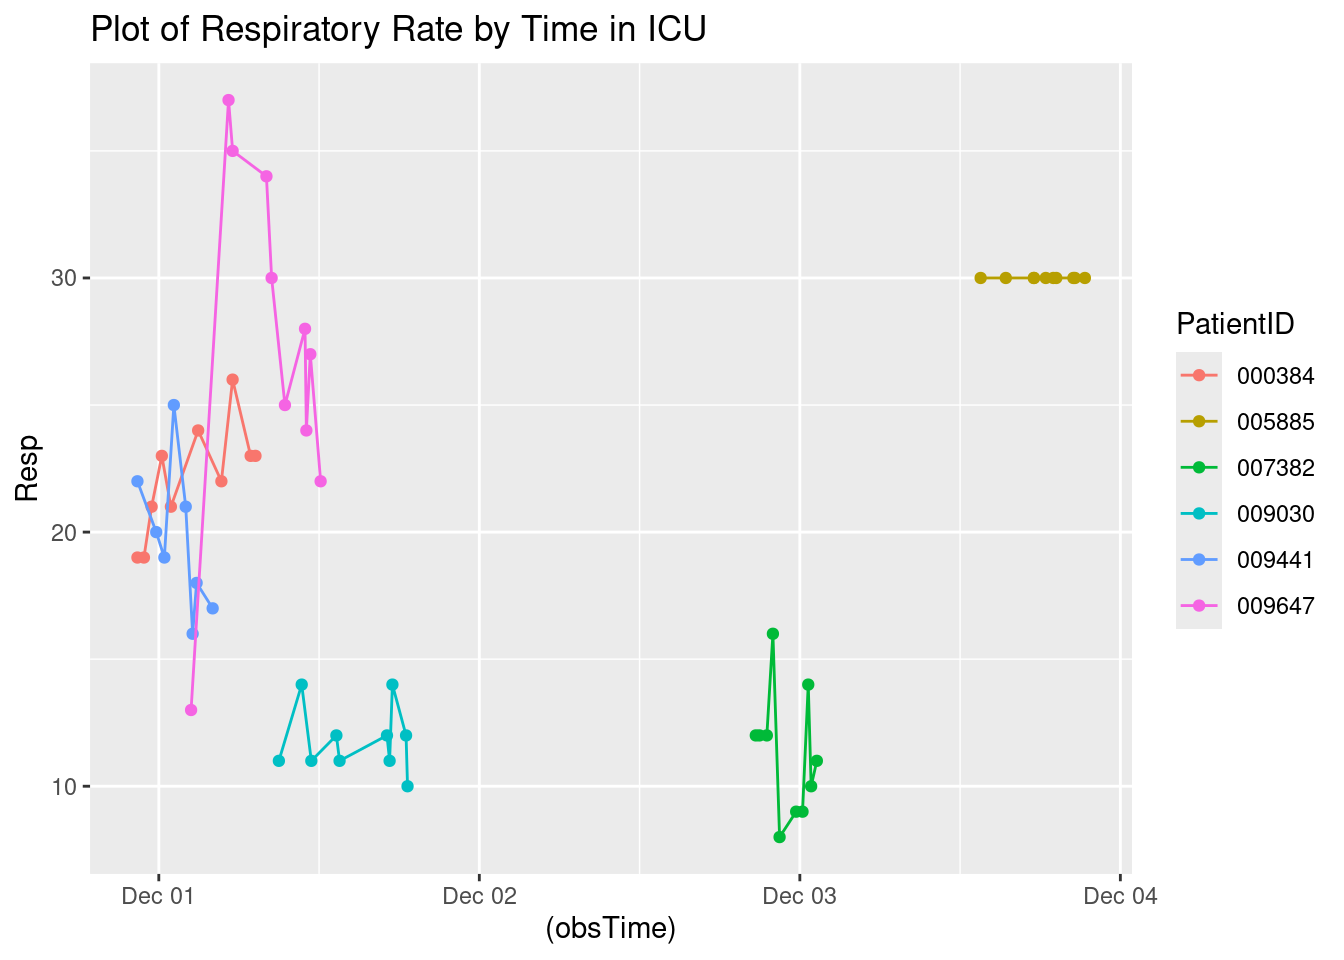 Plot of Respiratory Rate by Time in ICU
Resp
30
20
10
Dec 01
Dec 02
Dec 03
Dec 04
(obsTime)
PatientID
000384
005885
007382
009030
009441
009647